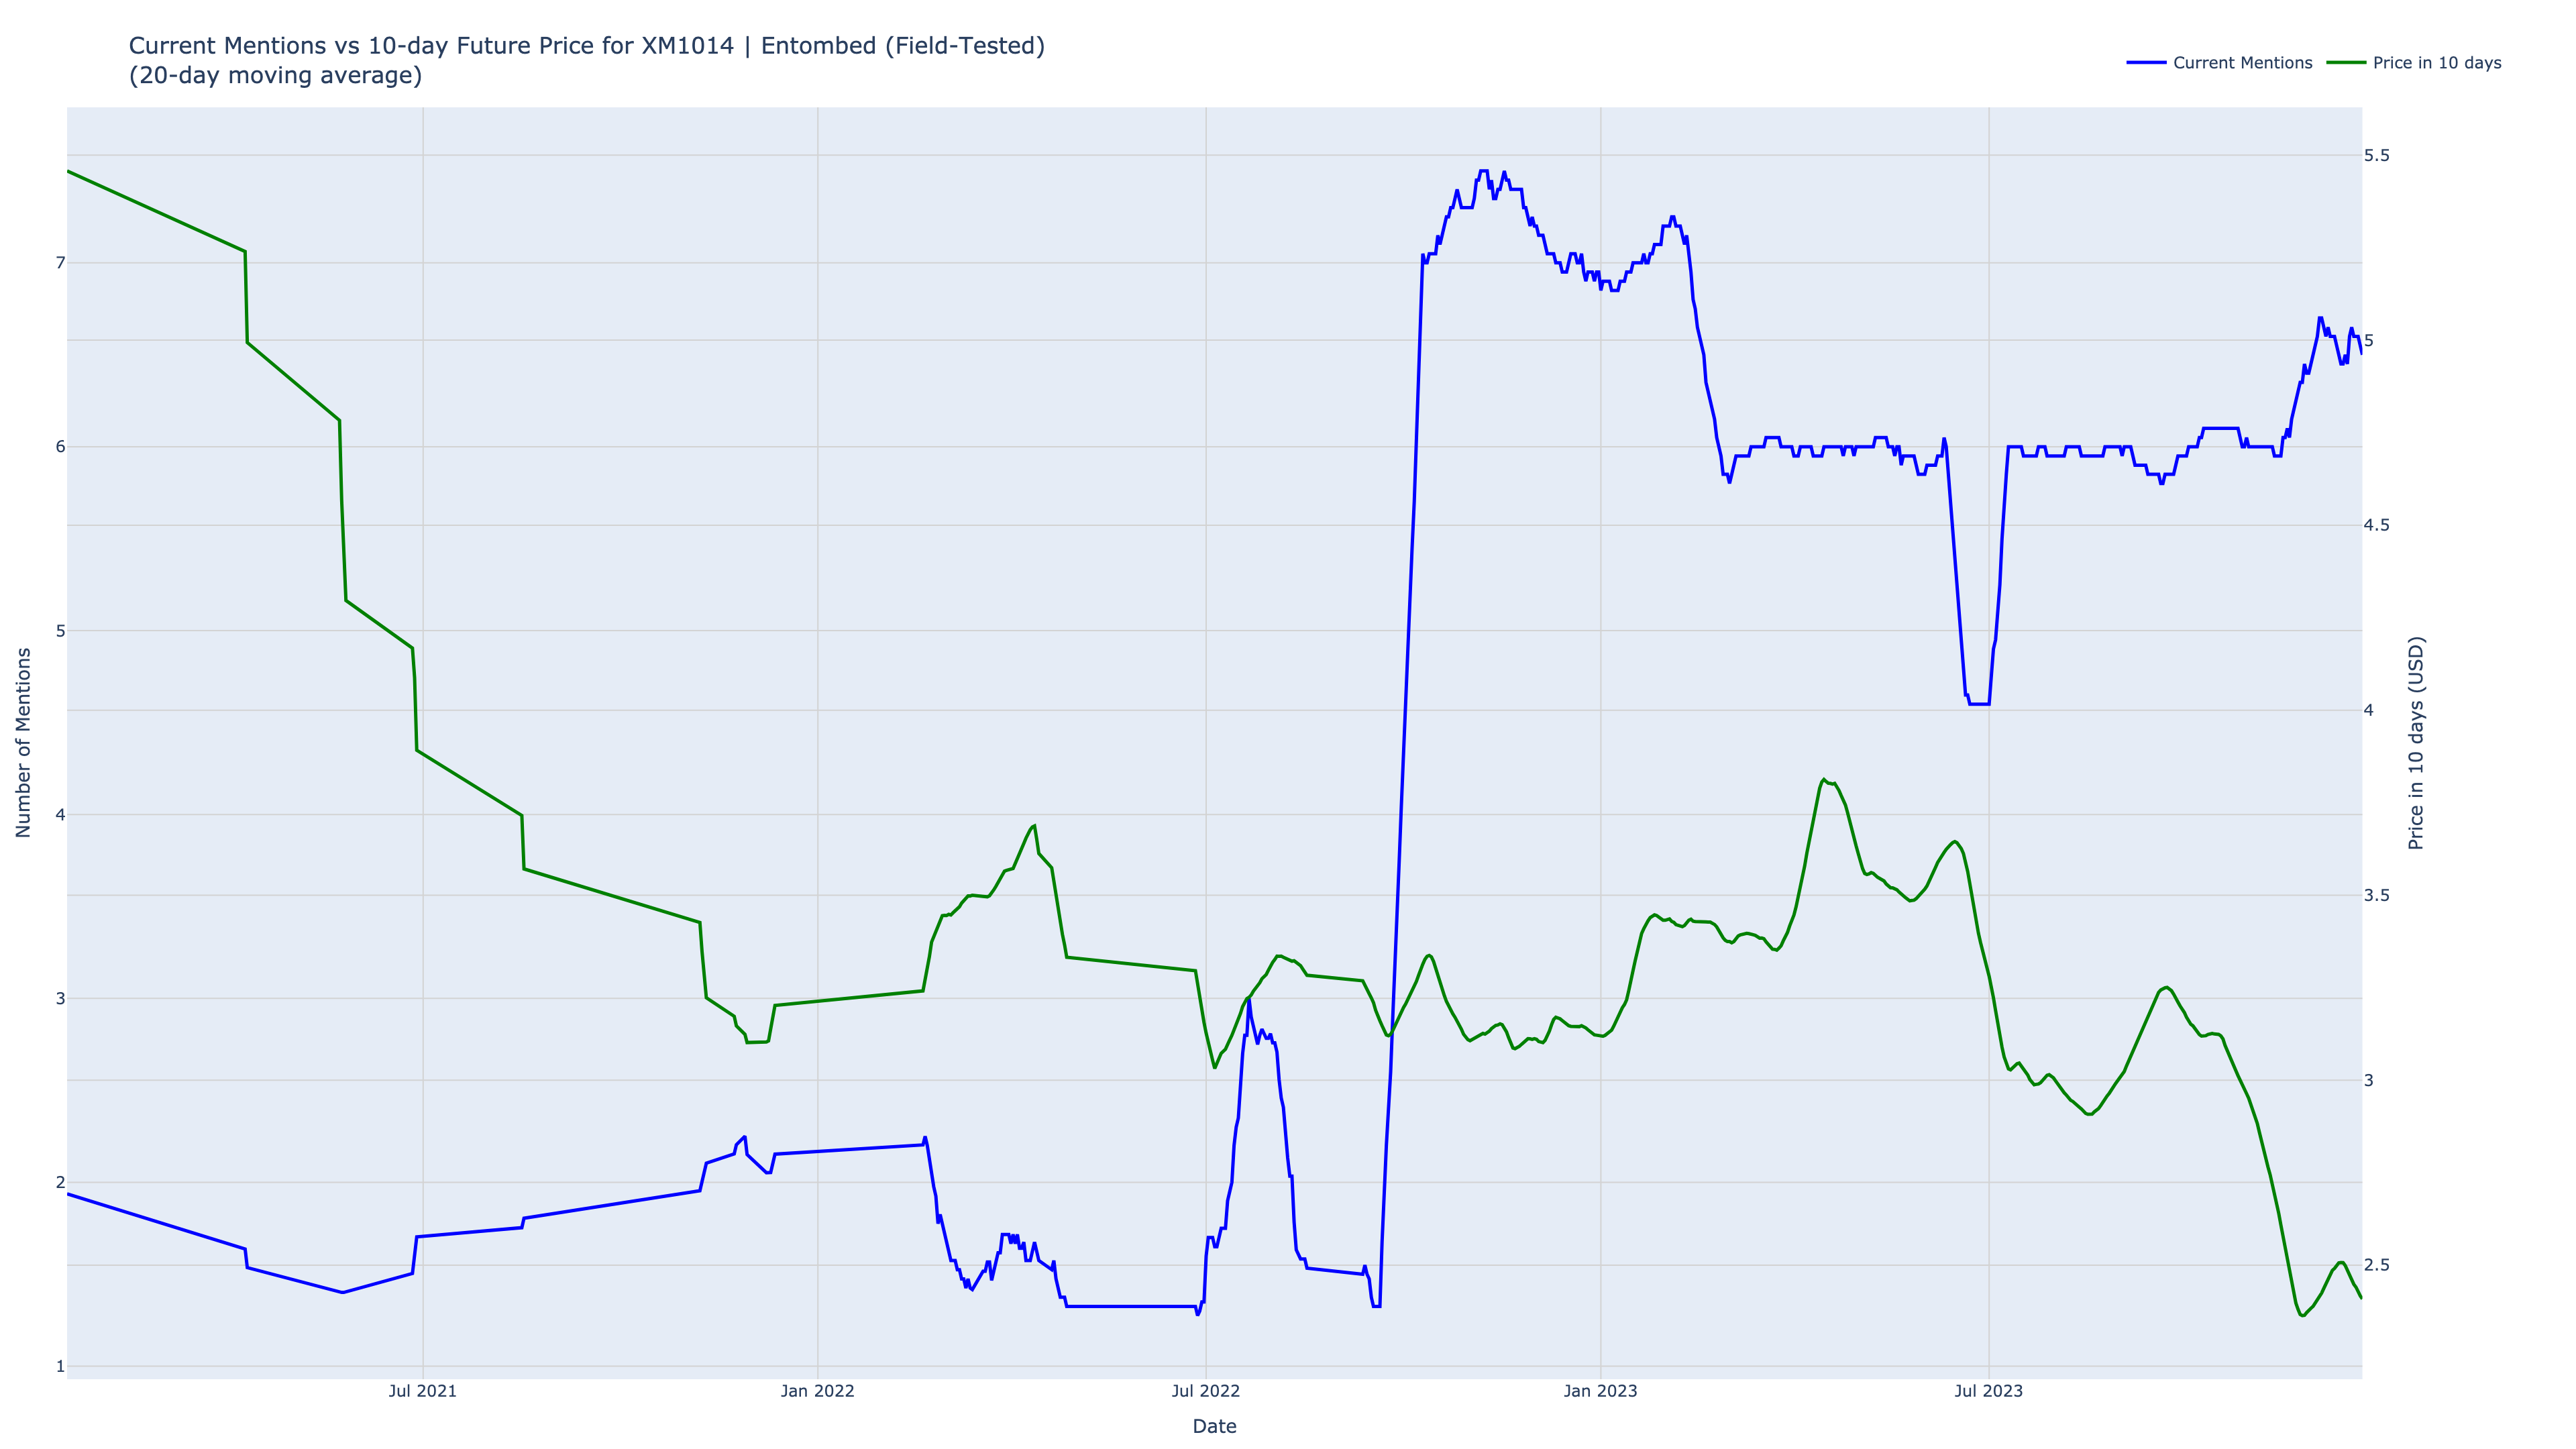 Current Mentions vs 10-day Future Price for XM1014 | Entombed (Field-Tested)
(20-day moving average)
Current Mentions
Price in 10 days
7
6
5
4
3
2
1
Number of Mentions
5.5
5
4.5
4
3.5
3
2.5
Price in 10 days (USD)
Jul 2021
Jan 2022
Jul 2022
Jan 2023
Jul 2023
Date